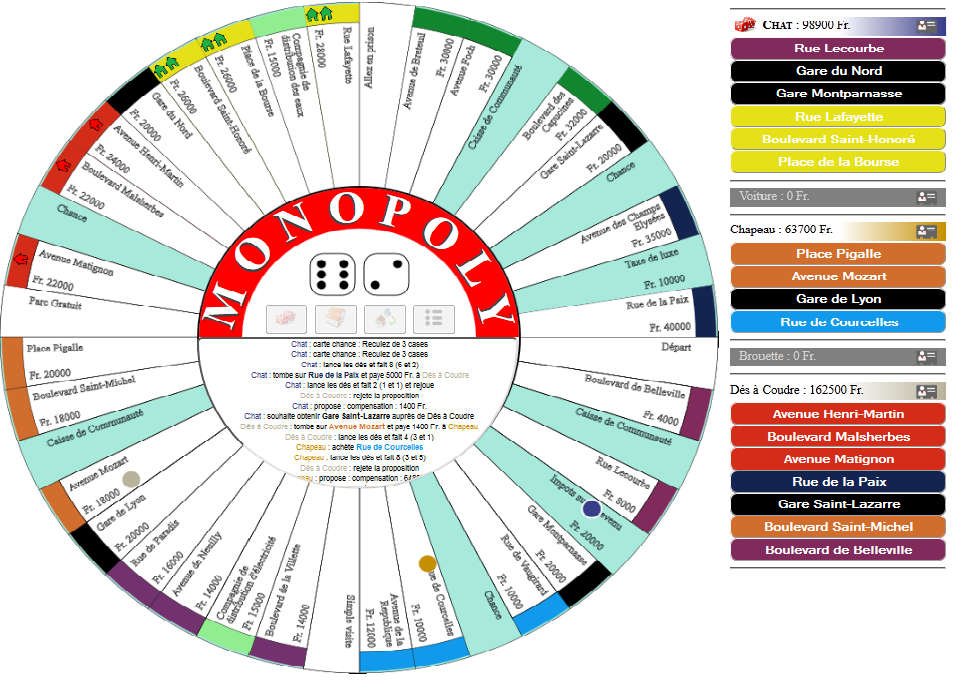 MONOPOLY
Rue Lafayette
Fr. 28000
Allez en prison
Avenue de Breteuil
Fr. 30000
Avenue Foch
Fr. 30000
Caisse de Communauté
Boulevard des
Capucines
Fr. 32000
Gare Saint-Lazarre
Fr. 20000
Chance
Avenue des Champs
Elysées
Fr. 35000
Taxe de luxe
Fr. 10000
Rue de la Paix
Fr. 40000
Départ
Boulevard de Belleville
Fr. 4000
Caisse de Communauté
Rue Lecourbe
Fr. 8000
Impots su evenu
Fr. 20000
Gare Montparnasse
Fr. 20000
Rue de Vaugirard
Fr. 10000
Chance
ue de Courcelles
Fr. 10000
Avenue de la
Republique
Fr. 12000
Simple visite
Boulevard de la Villette
Fr. 14000
Compagnie de
distribution d'électricité
Fr. 15000
Avenue de Neuilly
Fr. 14000
Rue de Paradis
Fr. 16000
Gare de Lyon
Fr. 20000
Avenue Mozart
Fr. 18000
Caisse de Communauté
Boulevard Saint-Michel
Fr. 18000
Place Pigalle
Fr. 20000
Parc Gratuit
Avenue Matignon
Fr. 22000
Chance
Boulevard Malsherbes
Fr. 22000
Avenue Henri-Martin
Fr. 24000
Gare du Nord
Fr. 20000
Boulevard Saint-Honoré
Fr. 26000
Place de la Bourse
Fr. 26000
Compagnie de
distribution des eaux
Fr. 15000
Chat : carte chance : Reculez de 3 cases
Chat : carte chance : Reculez de 3 cases
Chat : lance les dés et fait 8 (6 et 2)
Chat : tombe sur Rue de la Paix et paye 5000 Fr. à Dés à Coudre
Chat : lance les dés et fait 2 (1 et 1) et rejoue
Dés à Coudre : rejete la proposition
Chat : propose : compensation : 1400 Fr.
Chat : souhaite obtenir Gare Saint-Lazarre auprès de Dés à Coudre
Dés à Coudre : tombe sur Avenue Mozart et paye 1400 Fr. à Chapeau
Dés à Coudre : lance les dés et fait 4 (3 et 1)
Chapeau : achète Rue de Courcelles
Chapeau : lance les dés et fait 8 (3 et 5)
Dés à Coudre : rejete la proposition
: propose : compensation :
Chat : 98900 Fr.
Rue Lecourbe
Gare du Nord
Gare Montparnasse
Rue Lafayette
Boulevard Saint-Honoré
Place de la Bourse
Voiture : 0 Fr.
Chapeau : 63700 Fr.
Place Pigalle
Avenue Mozart
Gare de Lyon
Rue de Courcelles
Brouette : 0 Fr.
Dés à Coudre : 162500 Fr.
Avenue Henri-Martin
Boulevard Malsherbes
Avenue Matignon
Rue de la Paix
Gare Saint-Lazarre
Boulevard Saint-Michel
Boulevard de Belleville